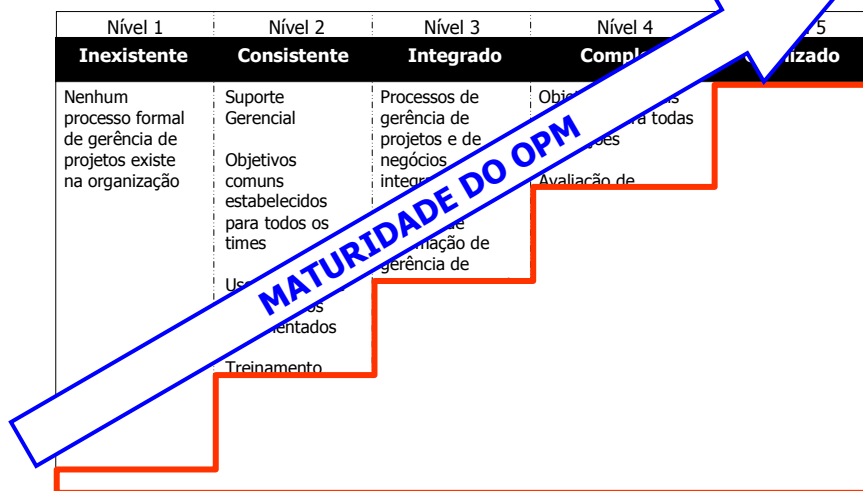 Nível 1
Nível 2
Nível 3
Nível 4
5
Inexistente
Consistente
Integrado
Nenhum
processo formal
de gerência de
projetos existe
na organização
Suporte
Gerencial
Objetivos
comuns
estabelecidos
para todos os
times
Treinamento
Processos de
gerência de
projetos e de
negócios
gerência de
todas
Avaliação de
MATURIDADE DO OPM